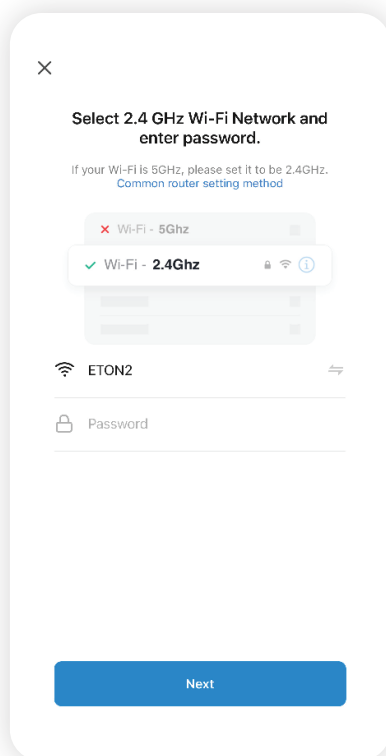 Select 2.4 GHz Wi-Fi Network and
enter password.
If your Wi-Fi is 5GHz, please set it to be 2.4GHz.
Common router setting method
Wi-Fi - 5Ghz
Wi-Fi - 2.4Ghz
ETON2
Password
Next